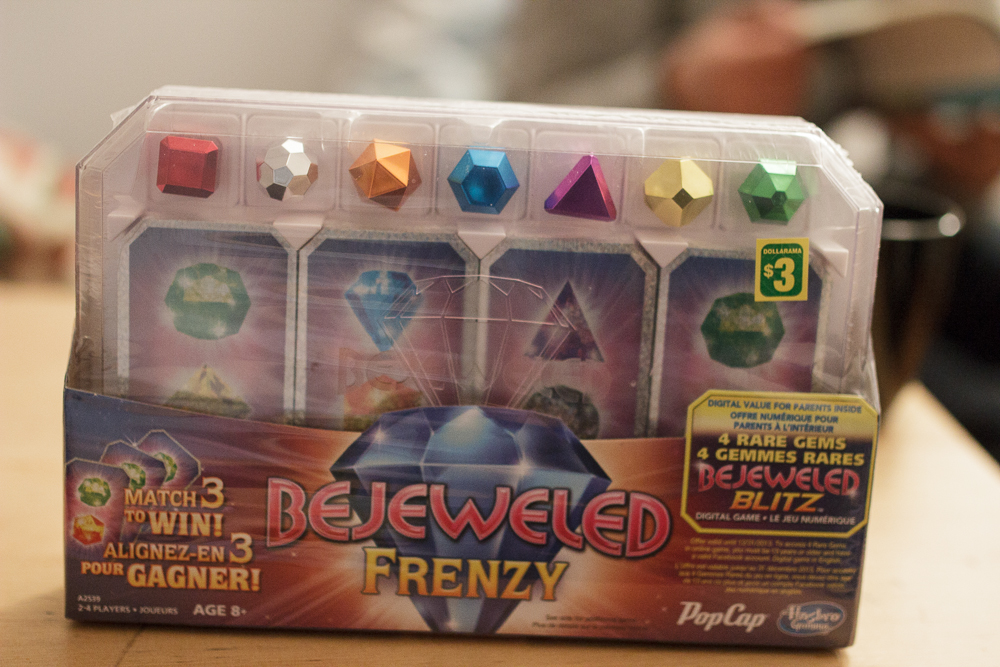 DOLLARAMA
$3
DIGITAL VALUE FOR PARENTS INSIDE
OFFRE NUMÉRIQUE POUR
PARENTS À L'INTÉRIEUR
4 RARE GEMS
4 GEMMES RARES
BEJEWELED
BLITZ
DIGITAL GAME • LE JEU NUMÉRIQUE
MATCH 3
TO WIN!
ALIGNEZ-EN 3
POUR GAGNER!
BEJEWELED
FRENZY
A2539
2-4 PLAYERS • JOUEURS
AGE 8+
PopCap
Hasbro